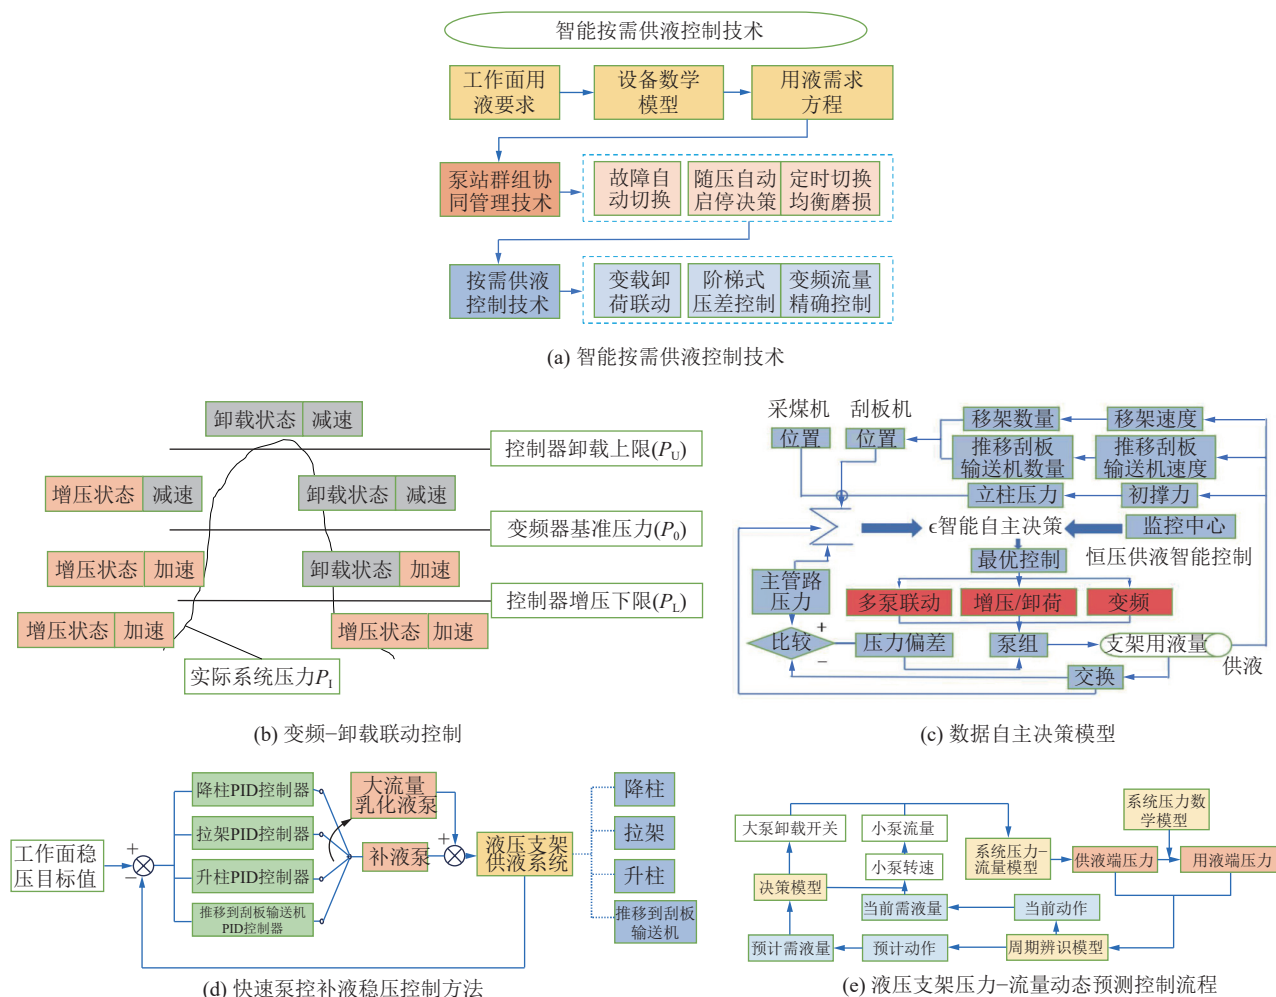 智能按需供液控制技术
工作面用
液要求
设备数学
模型
用液需求
方程
泵站群组协
同管理技术
故障自
动切换
随压自动
启停决策
定时切换
均衡磨损
按需供液
控制技术
变载卸
荷联动
阶梯式
压差控制
变频流量
精确控制
(a) 智能按需供液控制技术
卸载状态 减速
控制器卸载上限(P_U)
增压状态 减速
卸载状态 减速
变频器基准压力(P_0)
增压状态 加速
卸载状态 加速
控制器增压下限(P_L)
增压状态 加速
增压状态 加速
实际系统压力P_I
(b) 变频−卸载联动控制
采煤机
刮板机
位置
位置
移架数量
移架速度
推移刮板
输送机数量
推移刮板
输送机速度
立柱压力
初撑力
ϵ智能自主决策
监控中心
恒压供液智能控制
最优控制
主管路
压力
多泵联动
增压/卸荷
变频
比较
+
−
压力偏差
泵组
支架用液量
供液
交换
(c) 数据自主决策模型
工作面稳
压目标值
+
−
降柱PID控制器
拉架PID控制器
升柱PID控制器
推移到刮板输送机
PID控制器
大流量
乳化液泵
补液泵
+
+
液压支架
供液系统
降柱
拉架
升柱
推移到刮板
输送机
(d) 快速泵控补液稳压控制方法
大泵卸载开关
小泵流量
小泵转速
系统压力−
流量模型
系统压力数
学模型
供液端压力
用液端压力
决策模型
当前需液量
当前动作
预计需液量
预计动作
周期辨识模型
(e) 液压支架压力−流量动态预测控制流程